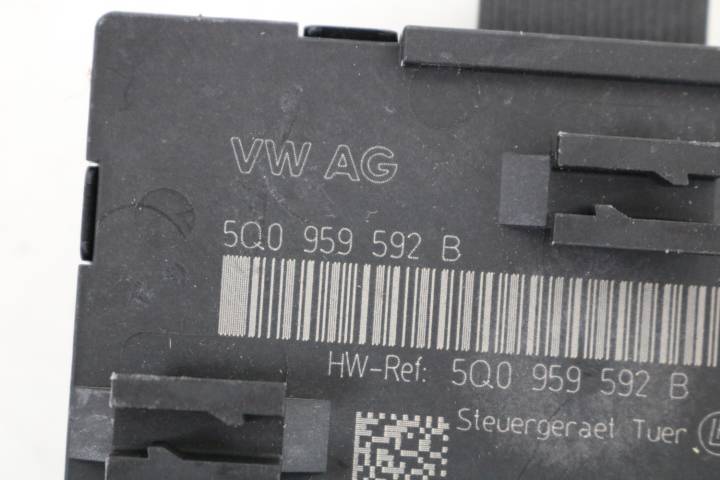 VW AG
5Q0 959 592 B
HW-Ref: 5Q0 959 592 B
Steuergeraet Tuer